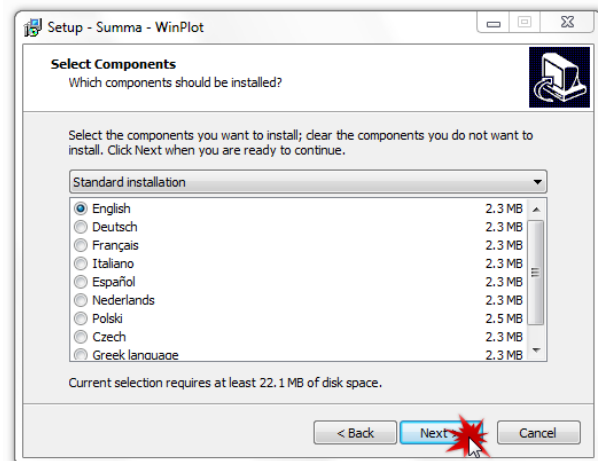 Setup - Summa - WinPlot
Select Components
Which components should be installed?
Select the components you want to install; clear the components you do not want to
install. Click Next when you are ready to continue.
Standard installation
English 2.3 MB
Deutsch 2.3 MB
Français 2.3 MB
Italiano 2.3 MB
Español 2.3 MB
Nederlands 2.3 MB
Polski 2.5 MB
Czech 2.3 MB
Greek language 2.3 MB
Current selection requires at least 22.1 MB of disk space.
< Back Next Cancel